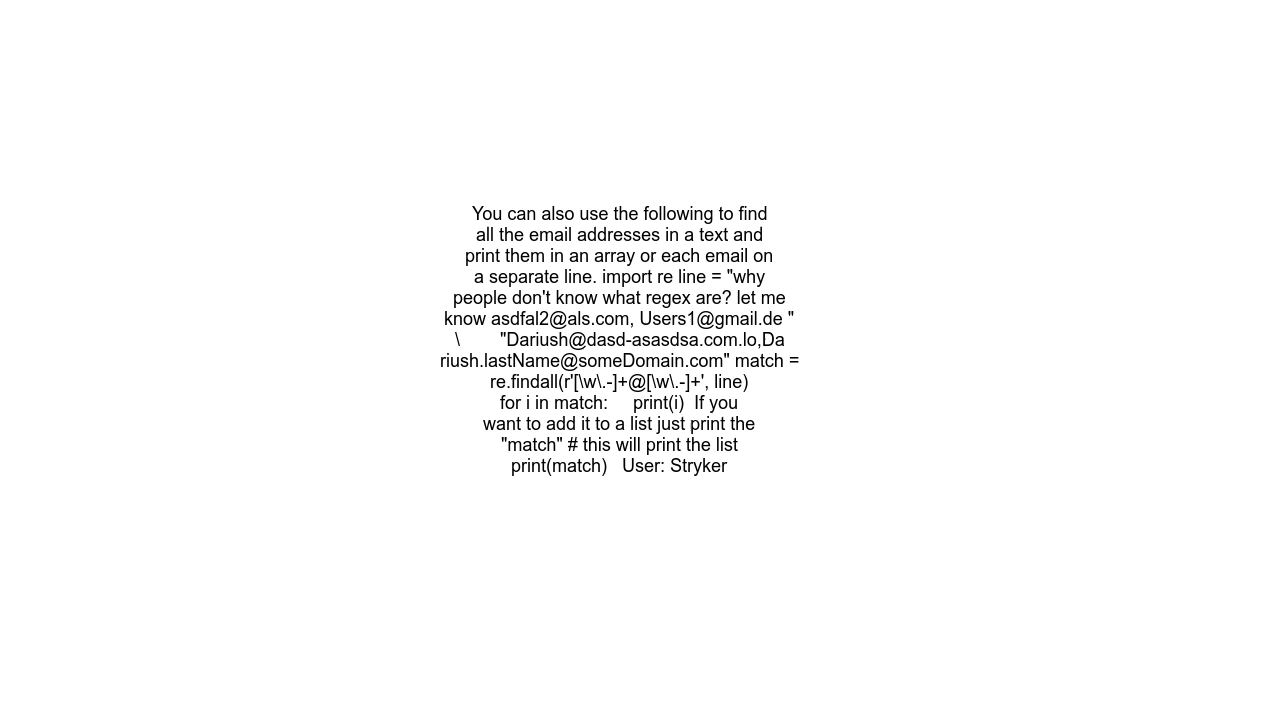 You can also use the following to find
all the email addresses in a text and
print them in an array or each email on
a separate line. import re line = "why
people don't know what regex are? let me
know asdfal2@als.com, Users1@gmail.de "
\        "Dariush@dasd-asasdsa.com.lo,Da
riush.lastName@someDomain.com" match =
re.findall(r'[\w\.-]+@[\w\.-]+', line)
for i in match:     print(i)  If you
want to add it to a list just print the
"match" # this will print the list
print(match)   User: Stryker